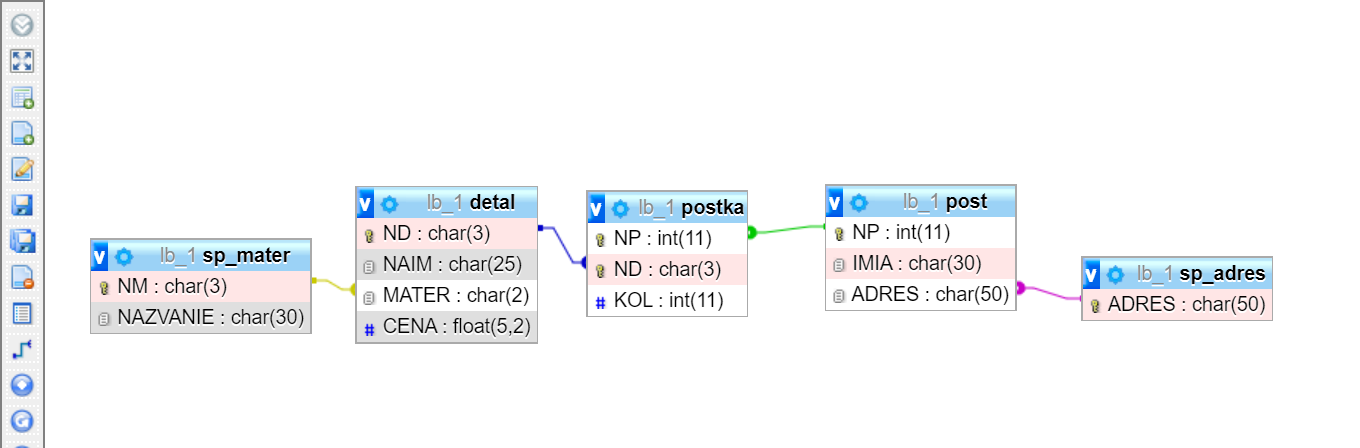 lb_1 sp_mater
NM : char(3)
NAZVANIE : char(30)
lb_1 detal
ND : char(3)
NAIM : char(25)
MATER : char(2)
# CENA : float(5,2)
lb_1 postka
NP : int(11)
ND : char(3)
# KOL : int(11)
lb_1 post
NP : int(11)
IMIA : char(30)
ADRES : char(50)
lb_1 sp_adres
ADRES : char(50)